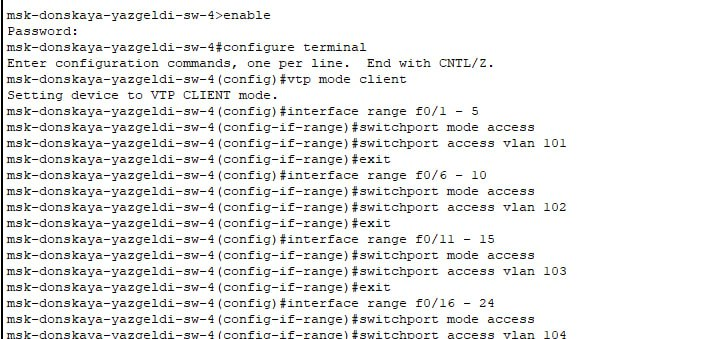 msk-donskaya-yazgeldi-sw-4>enable
Password:
msk-donskaya-yazgeldi-sw-4#configure terminal
Enter configuration commands, one per line.  End with CNTL/Z.
msk-donskaya-yazgeldi-sw-4(config)#vtp mode client
Setting device to VTP CLIENT mode.
msk-donskaya-yazgeldi-sw-4(config)#interface range f0/1 - 5
msk-donskaya-yazgeldi-sw-4(config-if-range)#switchport mode access
msk-donskaya-yazgeldi-sw-4(config-if-range)#switchport access vlan 101
msk-donskaya-yazgeldi-sw-4(config-if-range)#exit
msk-donskaya-yazgeldi-sw-4(config)#interface range f0/6 - 10
msk-donskaya-yazgeldi-sw-4(config-if-range)#switchport mode access
msk-donskaya-yazgeldi-sw-4(config-if-range)#switchport access vlan 102
msk-donskaya-yazgeldi-sw-4(config-if-range)#exit
msk-donskaya-yazgeldi-sw-4(config)#interface range f0/11 - 15
msk-donskaya-yazgeldi-sw-4(config-if-range)#switchport mode access
msk-donskaya-yazgeldi-sw-4(config-if-range)#switchport access vlan 103
msk-donskaya-yazgeldi-sw-4(config-if-range)#exit
msk-donskaya-yazgeldi-sw-4(config)#interface range f0/16 - 24
msk-donskaya-yazgeldi-sw-4(config-if-range)#switchport mode access
msk-donskaya-yazgeldi-sw-4(config-if-range)#switchport access vlan 104